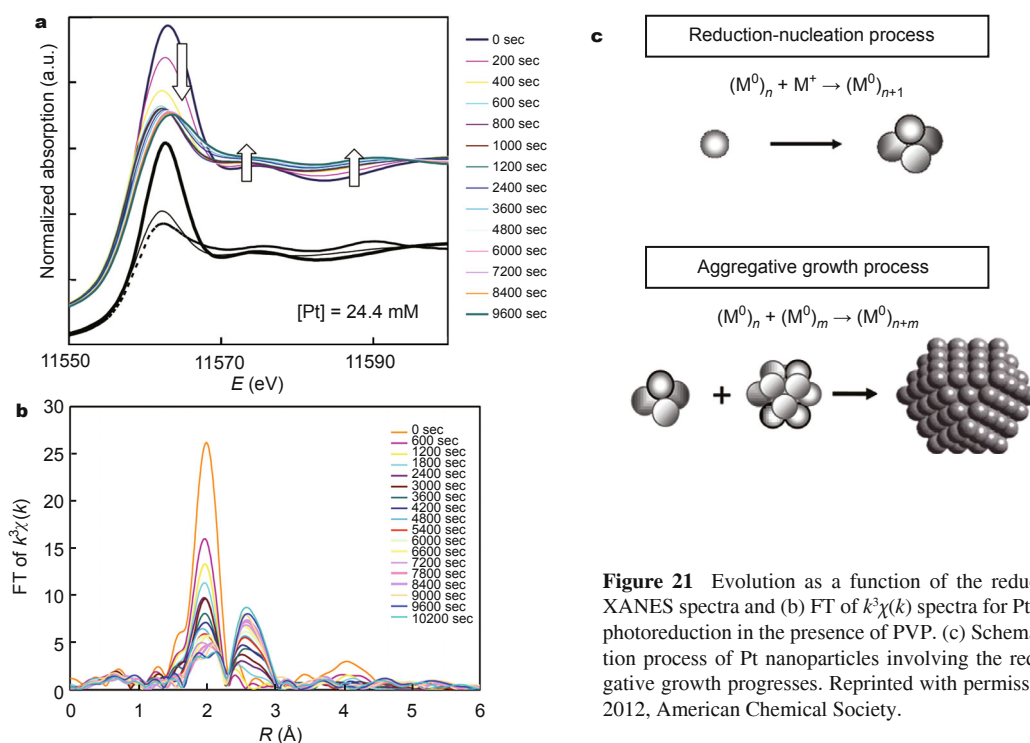 a
Normalized absorption (a.u.)
[Pt] = 24.4 mM
11550
11570
11590
E (eV)
0 sec
200 sec
400 sec
600 sec
800 sec
1000 sec
1200 sec
2400 sec
3600 sec
4800 sec
6000 sec
7200 sec
8400 sec
9600 sec
b
FT of k³χ(k)
30
25
20
15
10
5
0
0
1
2
3
4
5
6
R (Å)
0 sec
600 sec
1200 sec
1800 sec
2400 sec
3000 sec
3600 sec
4200 sec
4800 sec
5400 sec
6000 sec
6600 sec
7200 sec
7800 sec
8400 sec
9000 sec
9600 sec
10200 sec
c
Reduction-nucleation process
(M⁰)ₙ + M⁺ → (M⁰)ₙ₊₁
Aggregative growth process
(M⁰)ₙ + (M⁰)ₘ → (M⁰)ₙ₊ₘ
+
Figure 21 Evolution as a function of the reduc
XANES spectra and (b) FT of k³χ(k) spectra for Pt
photoreduction in the presence of PVP. (c) Schema
tion process of Pt nanoparticles involving the red
gative growth progresses. Reprinted with permiss
2012, American Chemical Society.